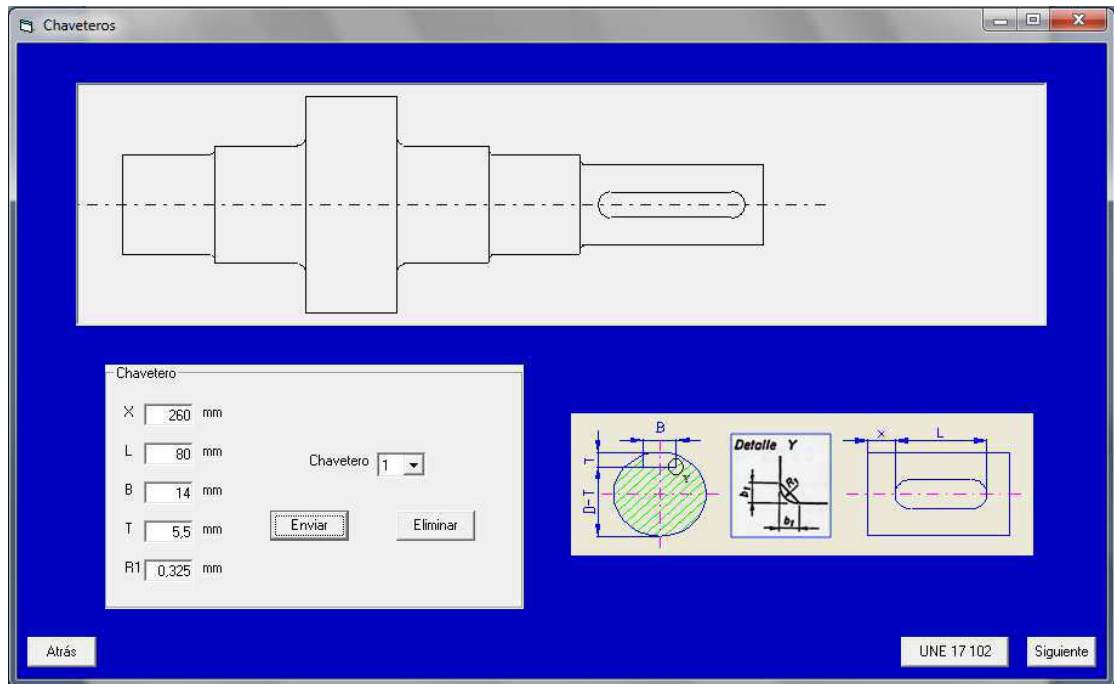 Chaveteros
Chavetero
X 260 mm
L 80 mm
B 14 mm
T 5,5 mm
R1 0,325 mm
Chavetero 1
Enviar
Eliminar
B
T
D-T
Y
Detalle Y
R1
b1
b1
x
L
Atrás
UNE 17 102
Siguiente